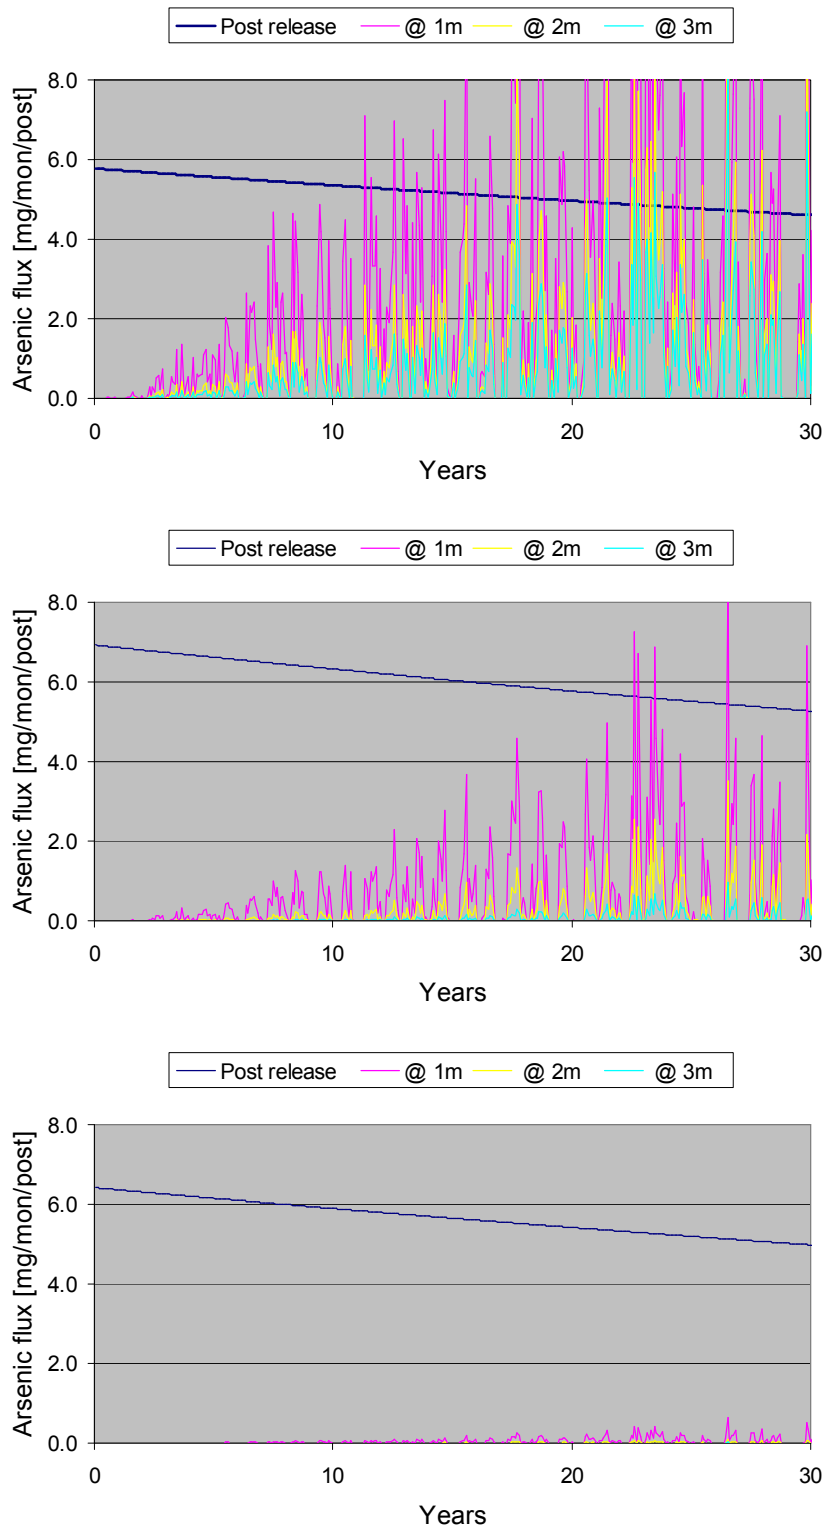 Post release @ 1m @ 2m @ 3m
8.0
6.0
4.0
2.0
0.0
Arsenic flux [mg/mon/post]
0 10 20 30
Years
Post release @ 1m @ 2m @ 3m
8.0
6.0
4.0
2.0
0.0
Arsenic flux [mg/mon/post]
0 10 20 30
Years
Post release @ 1m @ 2m @ 3m
8.0
6.0
4.0
2.0
0.0
Arsenic flux [mg/mon/post]
0 10 20 30
Years